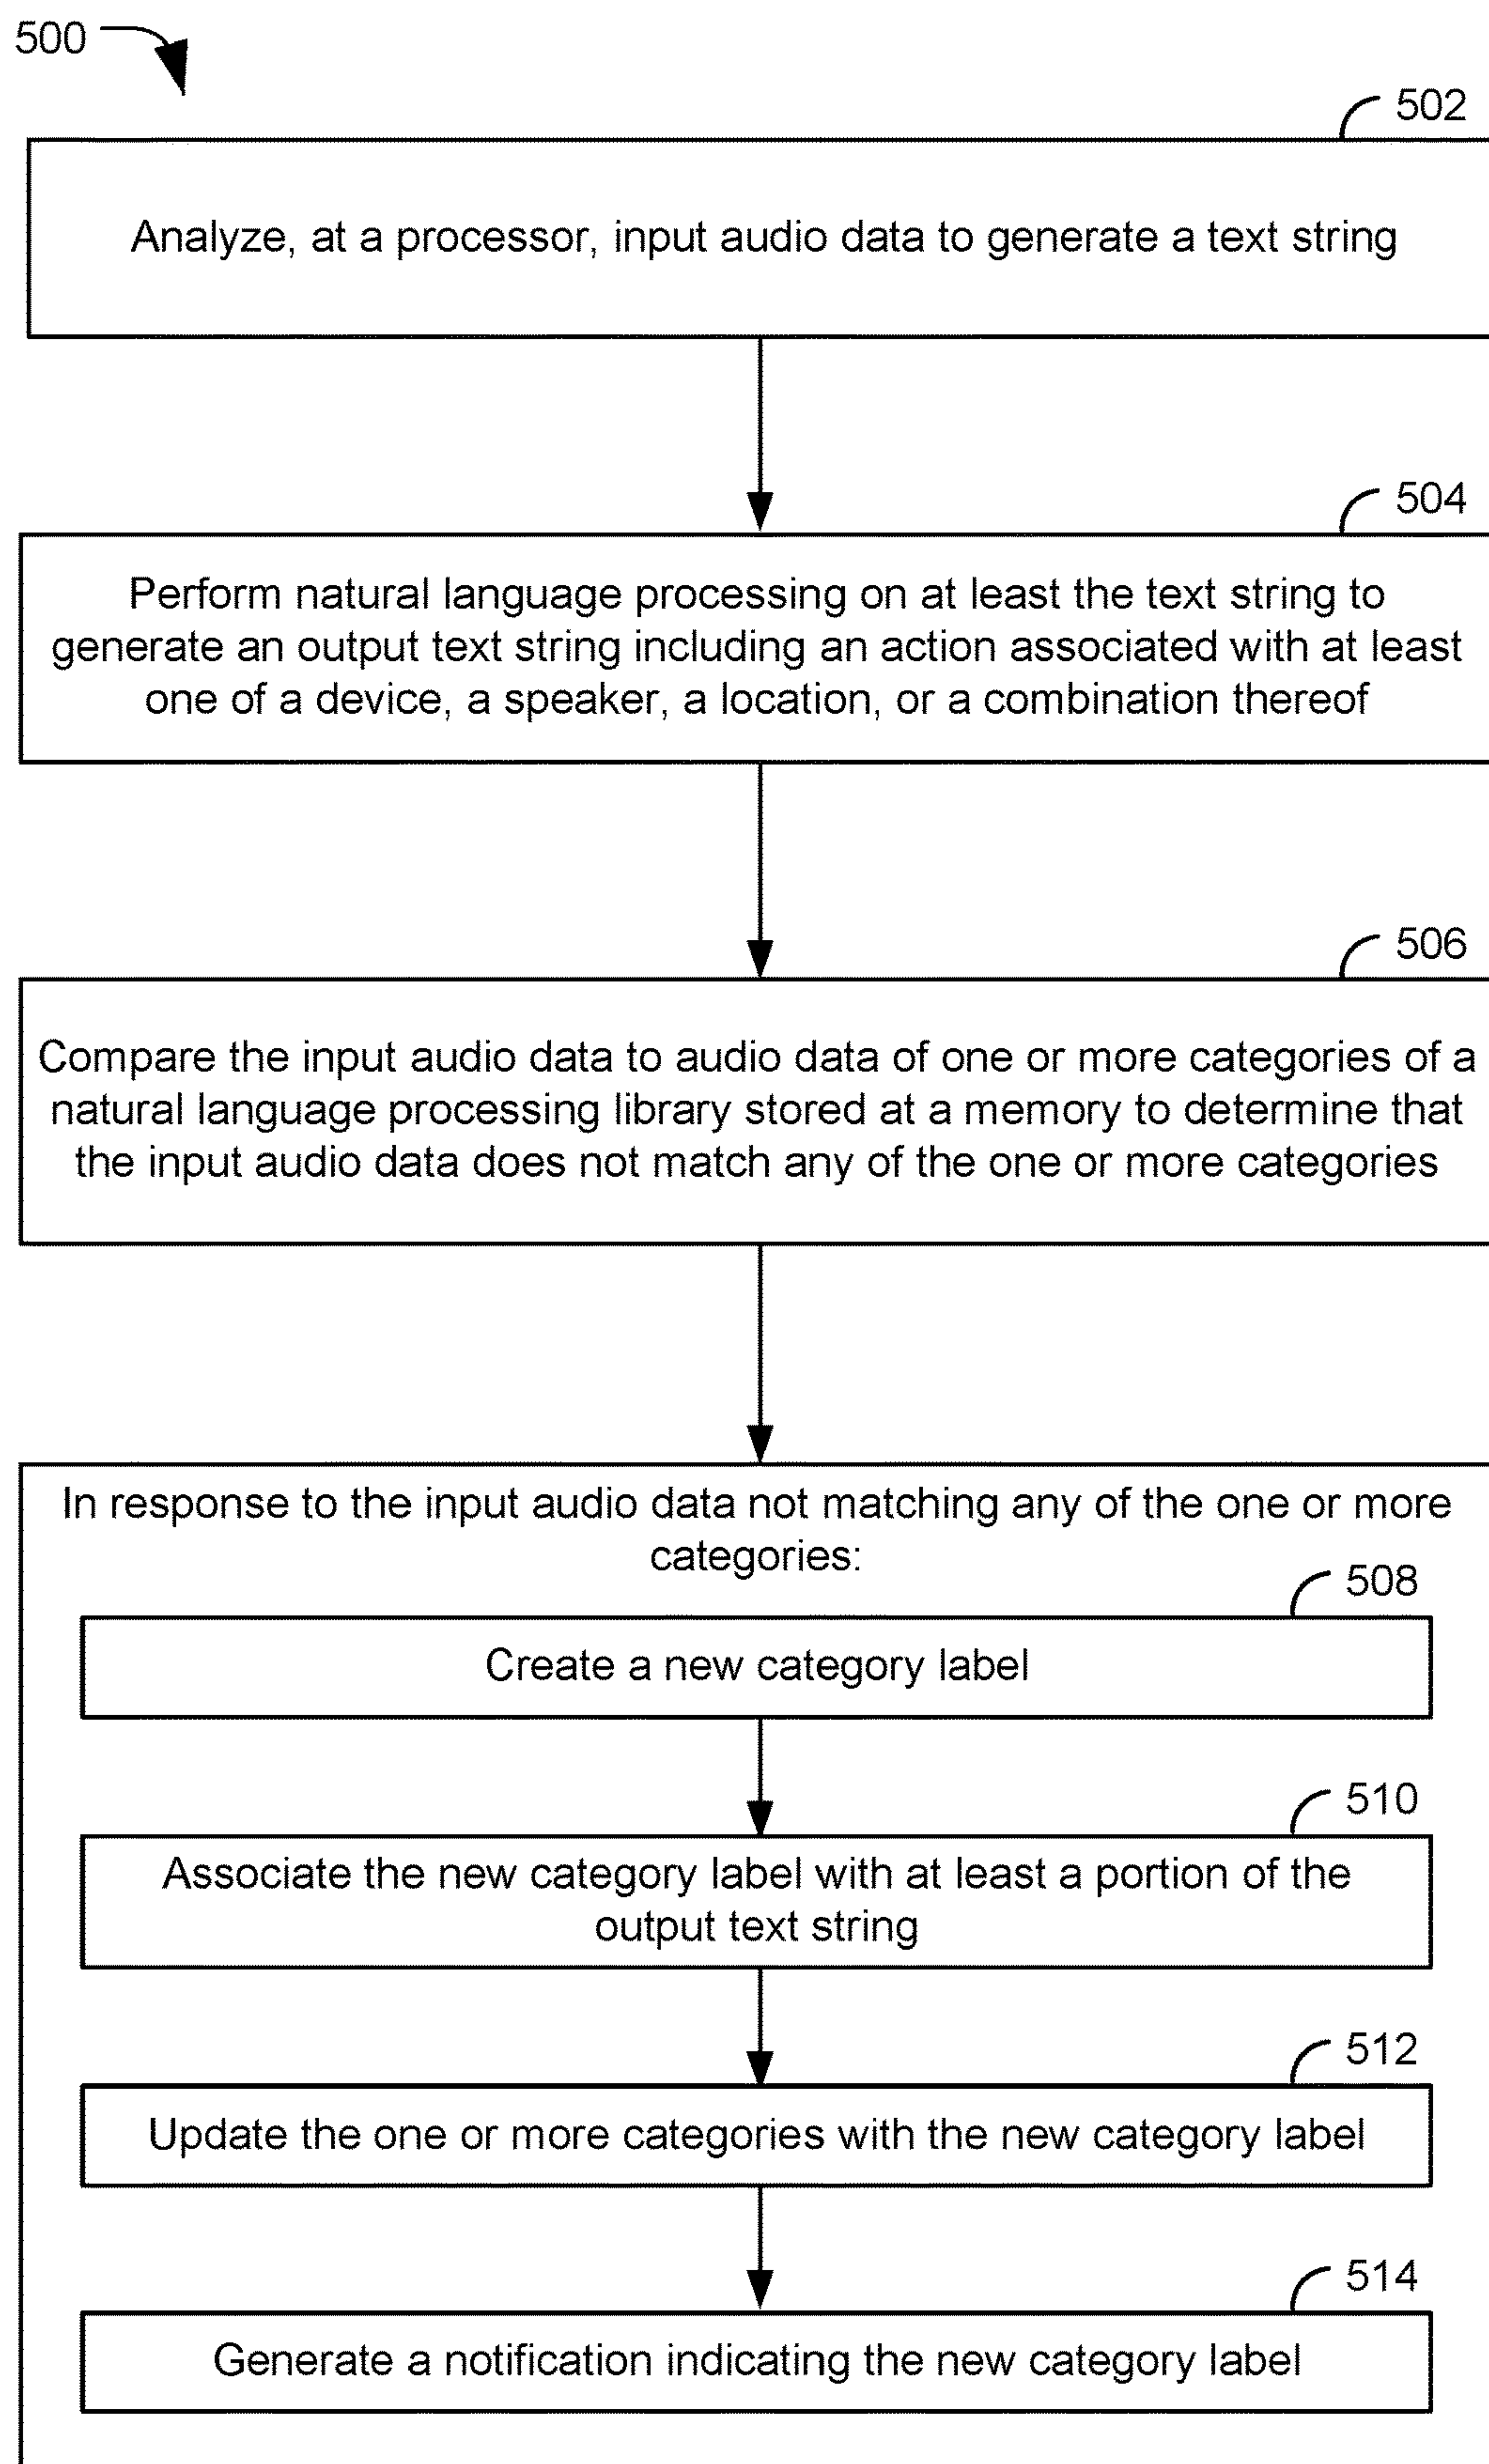 500
502
Analyze, at a processor, input audio data to generate a text string
504
Perform natural language processing on at least the text string to
generate an output text string including an action associated with at least
one of a device, a speaker, a location, or a combination thereof
506
Compare the input audio data to audio data of one or more categories of a
natural language processing library stored at a memory to determine that
the input audio data does not match any of the one or more categories
In response to the input audio data not matching any of the one or more
categories:
508
Create a new category label
510
Associate the new category label with at least a portion of the
output text string
512
Update the one or more categories with the new category label
514
Generate a notification indicating the new category label